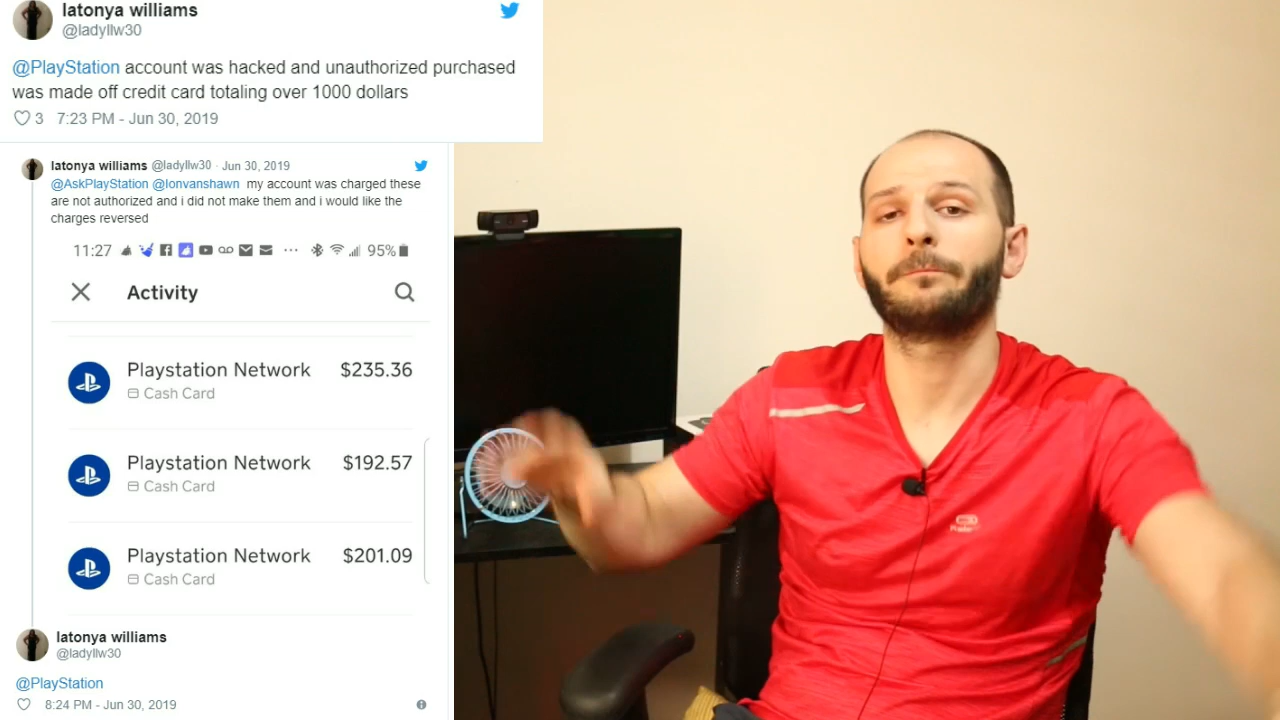 latonya williams
@ladyllw30
@PlayStation account was hacked and unauthorized purchased
was made off credit card totaling over 1000 dollars
3 7:23 PM - Jun 30, 2019
latonya williams @ladyllw30 · Jun 30, 2019
@AskPlayStation @lonvanshawn my account was charged these
are not authorized and i did not make them and i would like the
charges reversed
11:27 95%
Activity
Playstation Network $235.36
Cash Card
Playstation Network $192.57
Cash Card
Playstation Network $201.09
Cash Card
latonya williams
@ladyllw30
@PlayStation
8:24 PM - Jun 30, 2019